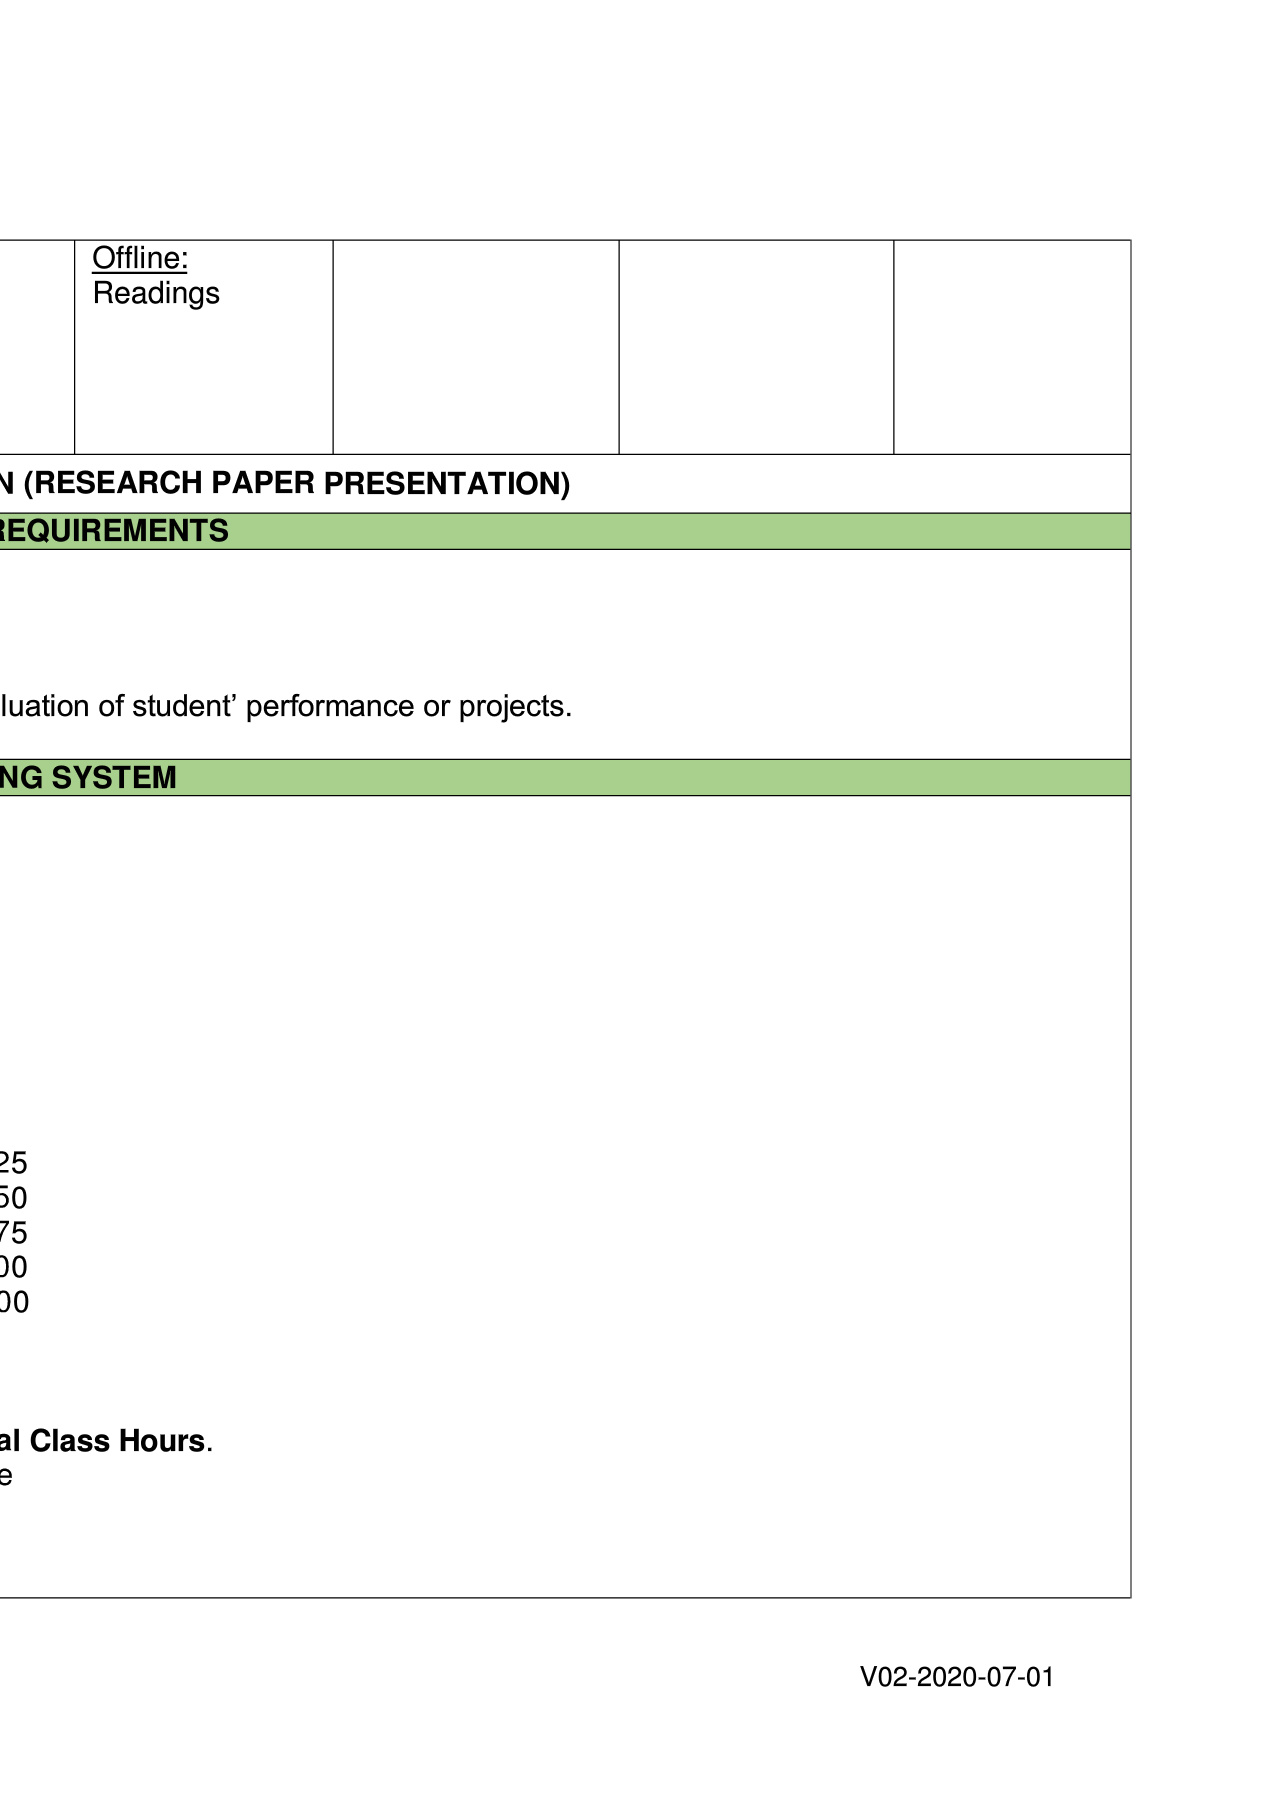 Offline:
Readings
N (RESEARCH PAPER PRESENTATION)
REQUIREMENTS
luation of student’ performance or projects.
NG SYSTEM
25
50
75
00
00
al Class Hours.
e
V02-2020-07-01